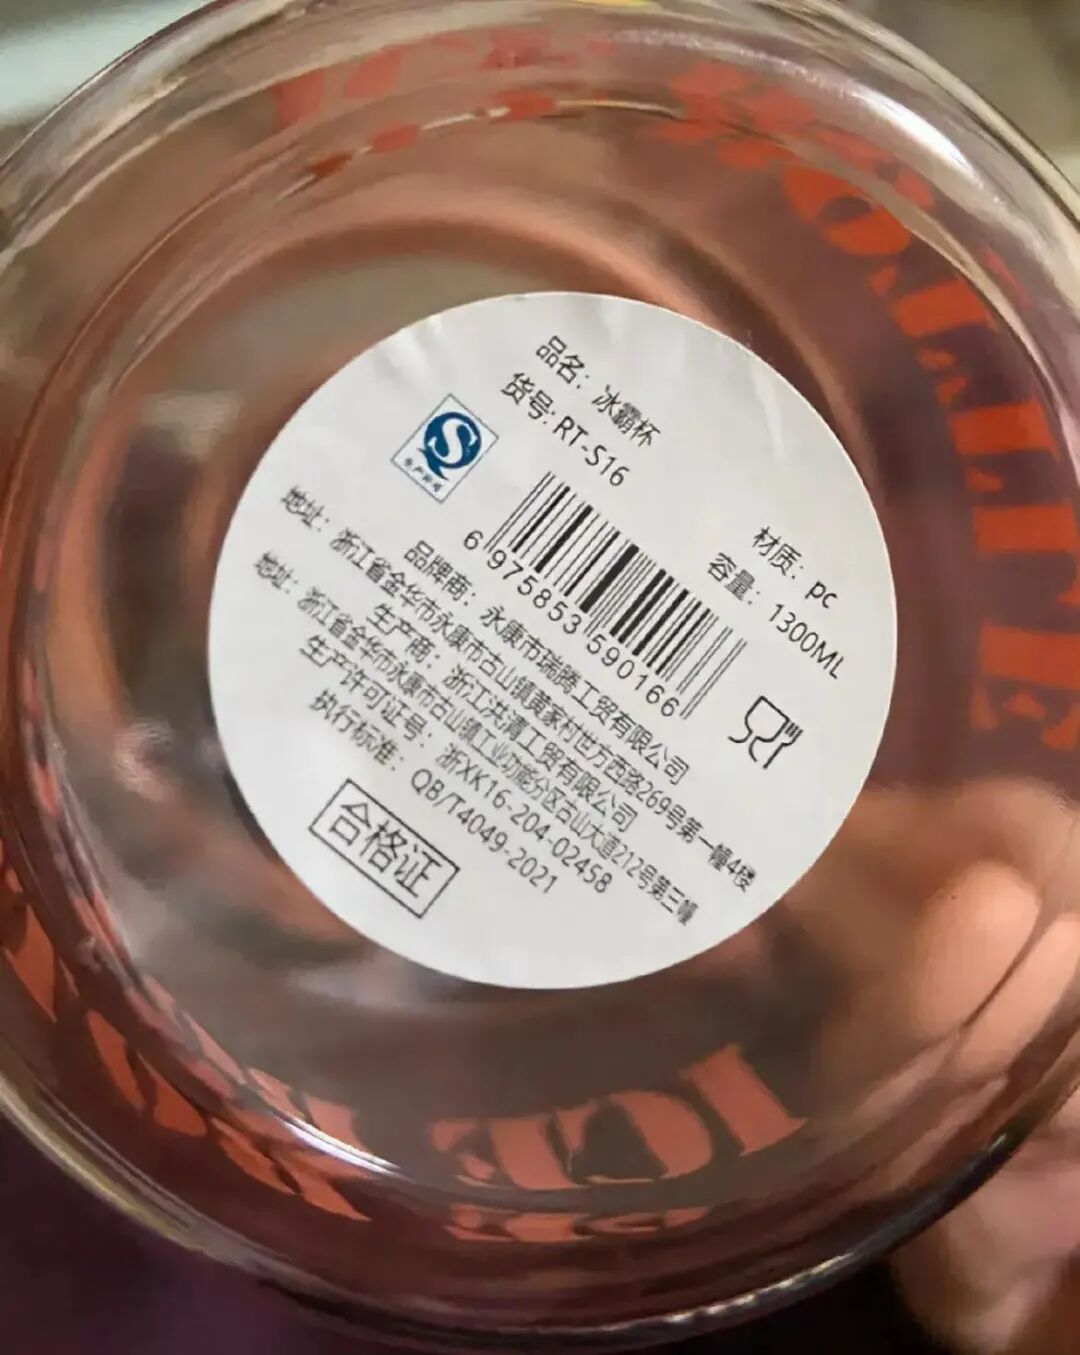 品名：冰霸杯
货号：RT-S16
材质：pc
容量：1300ML
6 975853 590166
品牌商：永康市瑞腾工贸有限公司
地址：浙江省金华市永康市古山镇黄家村世方西路269号第一幢4楼
生产商：浙江洪清工贸有限公司
地址：浙江省金华市永康市古山镇工业功能分区古山大道212号第三幢
生产许可证号：浙XK16-204-02458
执行标准：QB/T4049-2021
合格证
ICE